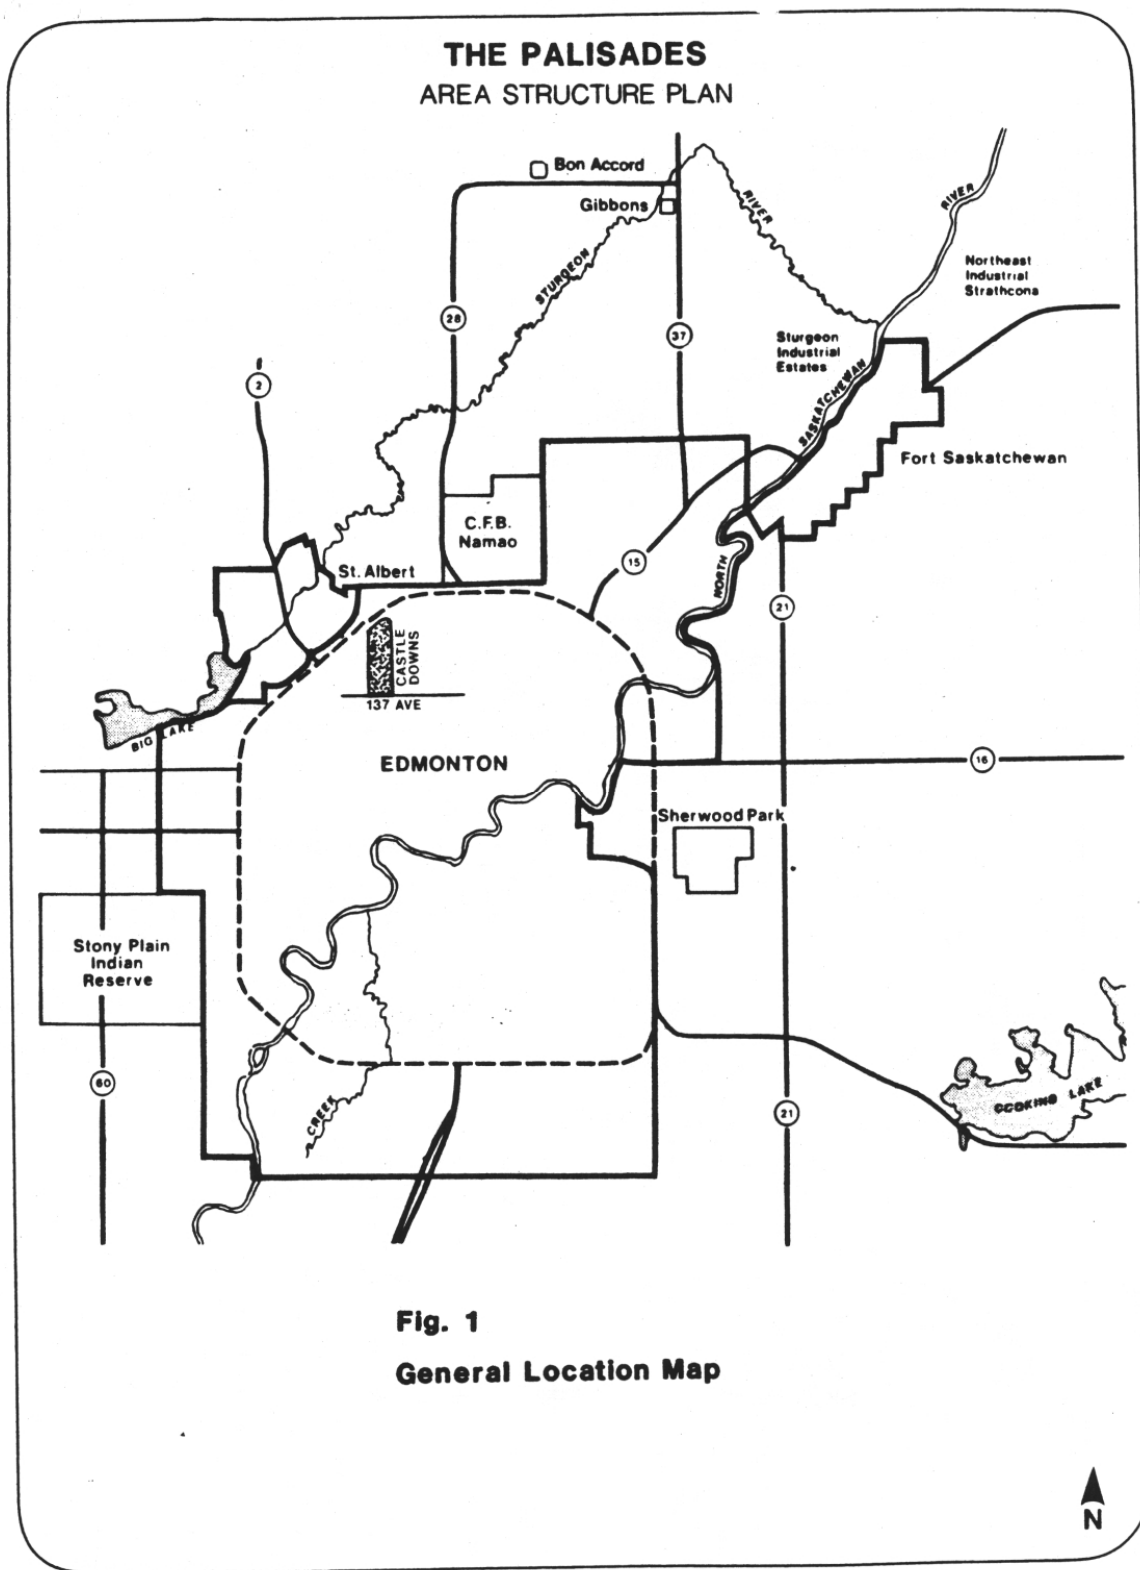 THE PALISADES
AREA STRUCTURE PLAN
Bon Accord
Gibbons
RIVER
RIVER
STURGEON
Northeast
Industrial
Strathcona
28
37
Sturgeon
Industrial
Estates
2
SASKATCHEWAN
Fort Saskatchewan
C.F.B.
Namao
St. Albert
15
NORTH
21
CASTLE
DOWNS
137 AVE
BIG LAKE
EDMONTON
16
Sherwood Park
Stony Plain
Indian
Reserve
60
CREEK
COOKING LAKE
21
Fig. 1
General Location Map
N